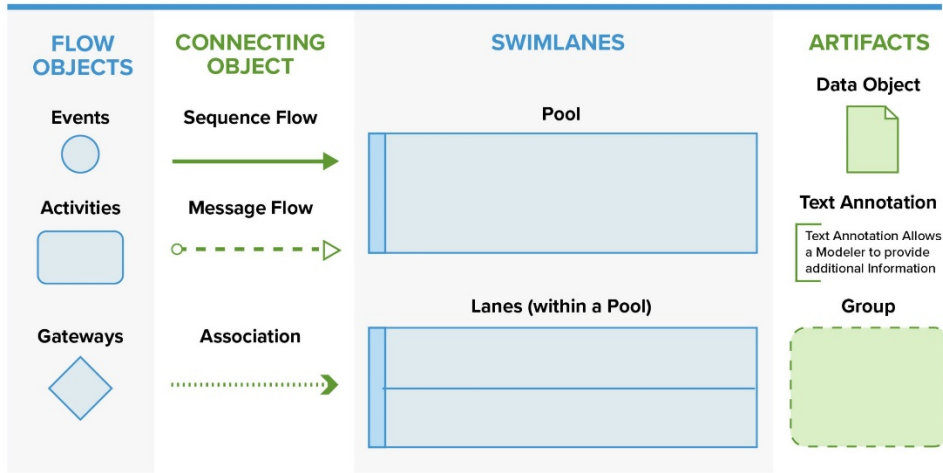 FLOW
OBJECTS
Events
Activities
Gateways
CONNECTING
OBJECT
Sequence Flow
Message Flow
Association
SWIMLANES
Pool
Lanes (within a Pool)
ARTIFACTS
Data Object
Text Annotation
Text Annotation Allows
a Modeler to provide
additional Information
Group